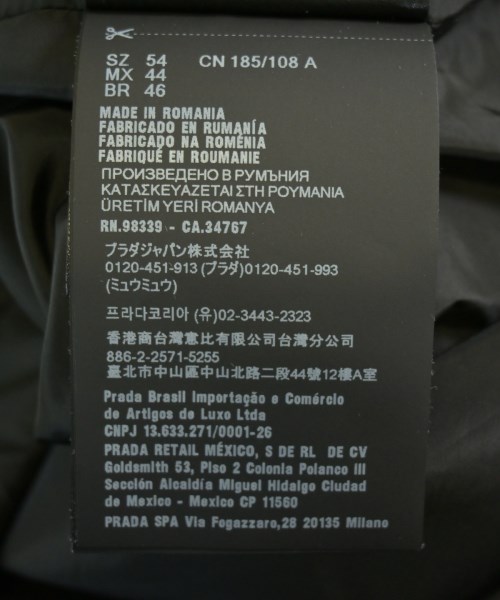 SZ 54 CN 185/108 A
MX 44
BR 46
MADE IN ROMANIA
FABRICADO EN RUMANÍA
FABRICADO NA ROMÉNIA
FABRIQUÉ EN ROUMANIE
ПРОИЗВЕДЕНО В РУМЪНИЯ
ΚΑΤΑΣΚΕΥΑΖΕΤΑΙ ΣΤΗ ΡΟΥΜΑΝΙΑ
ÜRETİM YERİ ROMANYA
RN.98339 - CA.34767
プラダジャパン株式会社
0120-451-913 (プラダ)0120-451-993
(ミュウミュウ)
프라다코리아 (유)02-3443-2323
香港商台灣意比有限公司台灣分公司
886-2-2571-5255
臺北市中山區中山北路二段44號12樓A室
Prada Brasil Importação e Comércio
de Artigos de Luxo Ltda
CNPJ 13.633.271/0001-26
PRADA RETAIL MÉXICO, S DE RL DE CV
Goldsmith 53, Piso 2 Colonia Polanco III
Sección Alcaldía Miguel Hidalgo Ciudad
de Mexico - Mexico CP 11560
PRADA SPA Via Fogazzaro,28 20135 Milano